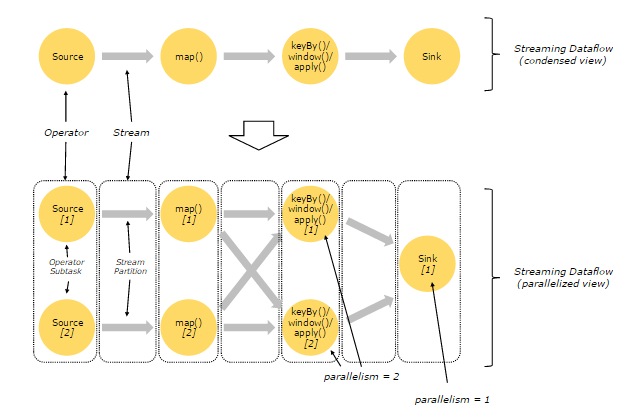 Source
map()
keyBy()/
window()/
apply()
Sink
Streaming Dataflow
(condensed view)
Operator
Stream
Source
[1]
map()
[1]
keyBy()/
window()/
apply()
[1]
Operator
Subtask
Stream
Partition
Sink
[1]
Streaming Dataflow
(parallelized view)
Source
[2]
map()
[2]
keyBy()/
window()/
apply()
[2]
parallelism = 2
parallelism = 1